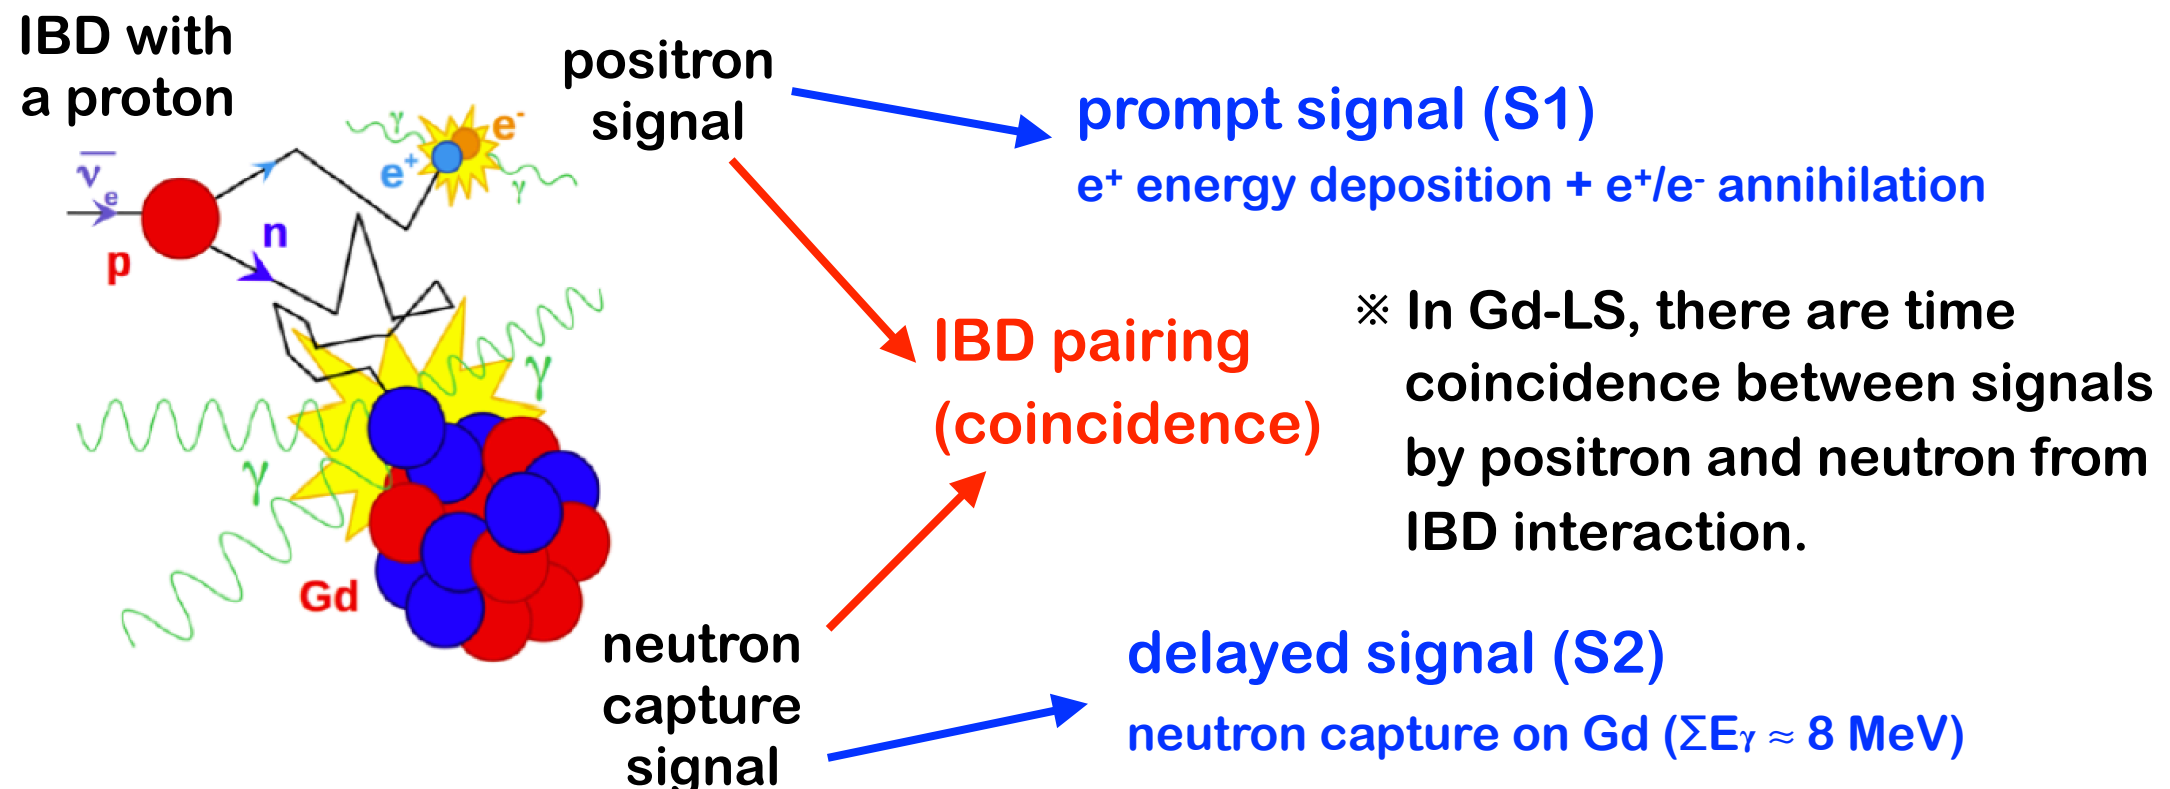 IBD with
a proton
ν̅e
p
n
e⁺
e⁻
γ
γ
γ
γ
Gd
positron
signal
prompt signal (S1)
e⁺ energy deposition + e⁺/e⁻ annihilation
IBD pairing
(coincidence)
※ In Gd-LS, there are time
coincidence between signals
by positron and neutron from
IBD interaction.
neutron
capture
signal
delayed signal (S2)
neutron capture on Gd (ΣEγ ≈ 8 MeV)